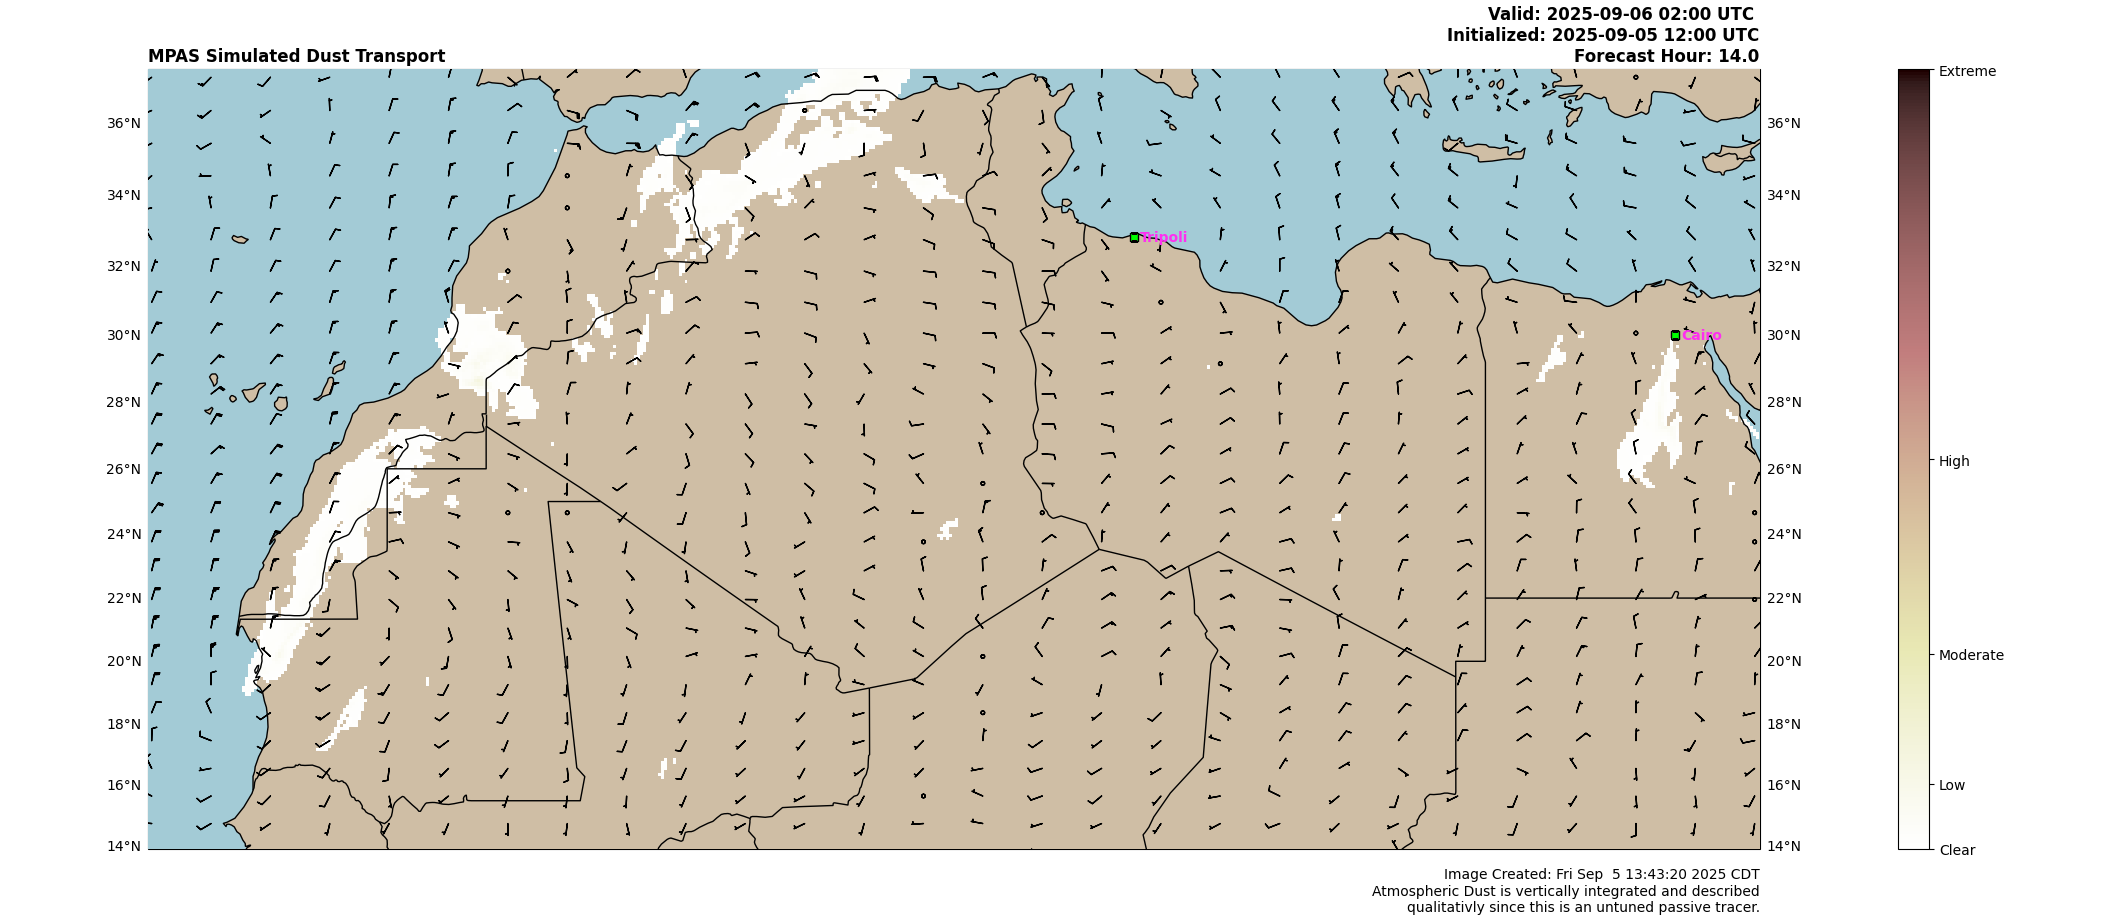 Valid: 2025-09-06 02:00 UTC
Initialized: 2025-09-05 12:00 UTC
MPAS Simulated Dust Transport
Forecast Hour: 14.0
Extreme
36°N
36°N
34°N
34°N
Tripoli
32°N
32°N
30°N
Cairo
30°N
28°N
28°N
26°N
26°N
High
24°N
24°N
22°N
22°N
20°N
20°N
Moderate
18°N
18°N
16°N
16°N
Low
14°N
14°N
Clear
Image Created: Fri Sep  5 13:43:20 2025 CDT
Atmospheric Dust is vertically integrated and described
qualitativly since this is an untuned passive tracer.